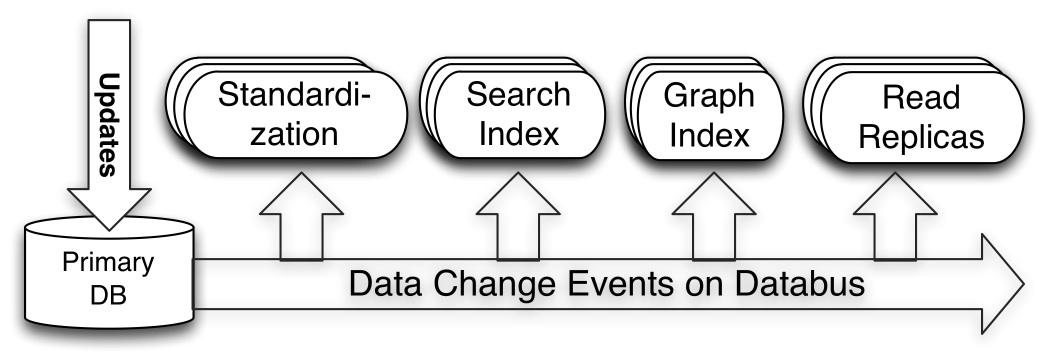 Updates
Standardi-
zation
Search
Index
Graph
Index
Read
Replicas
Primary
DB
Data Change Events on Databus